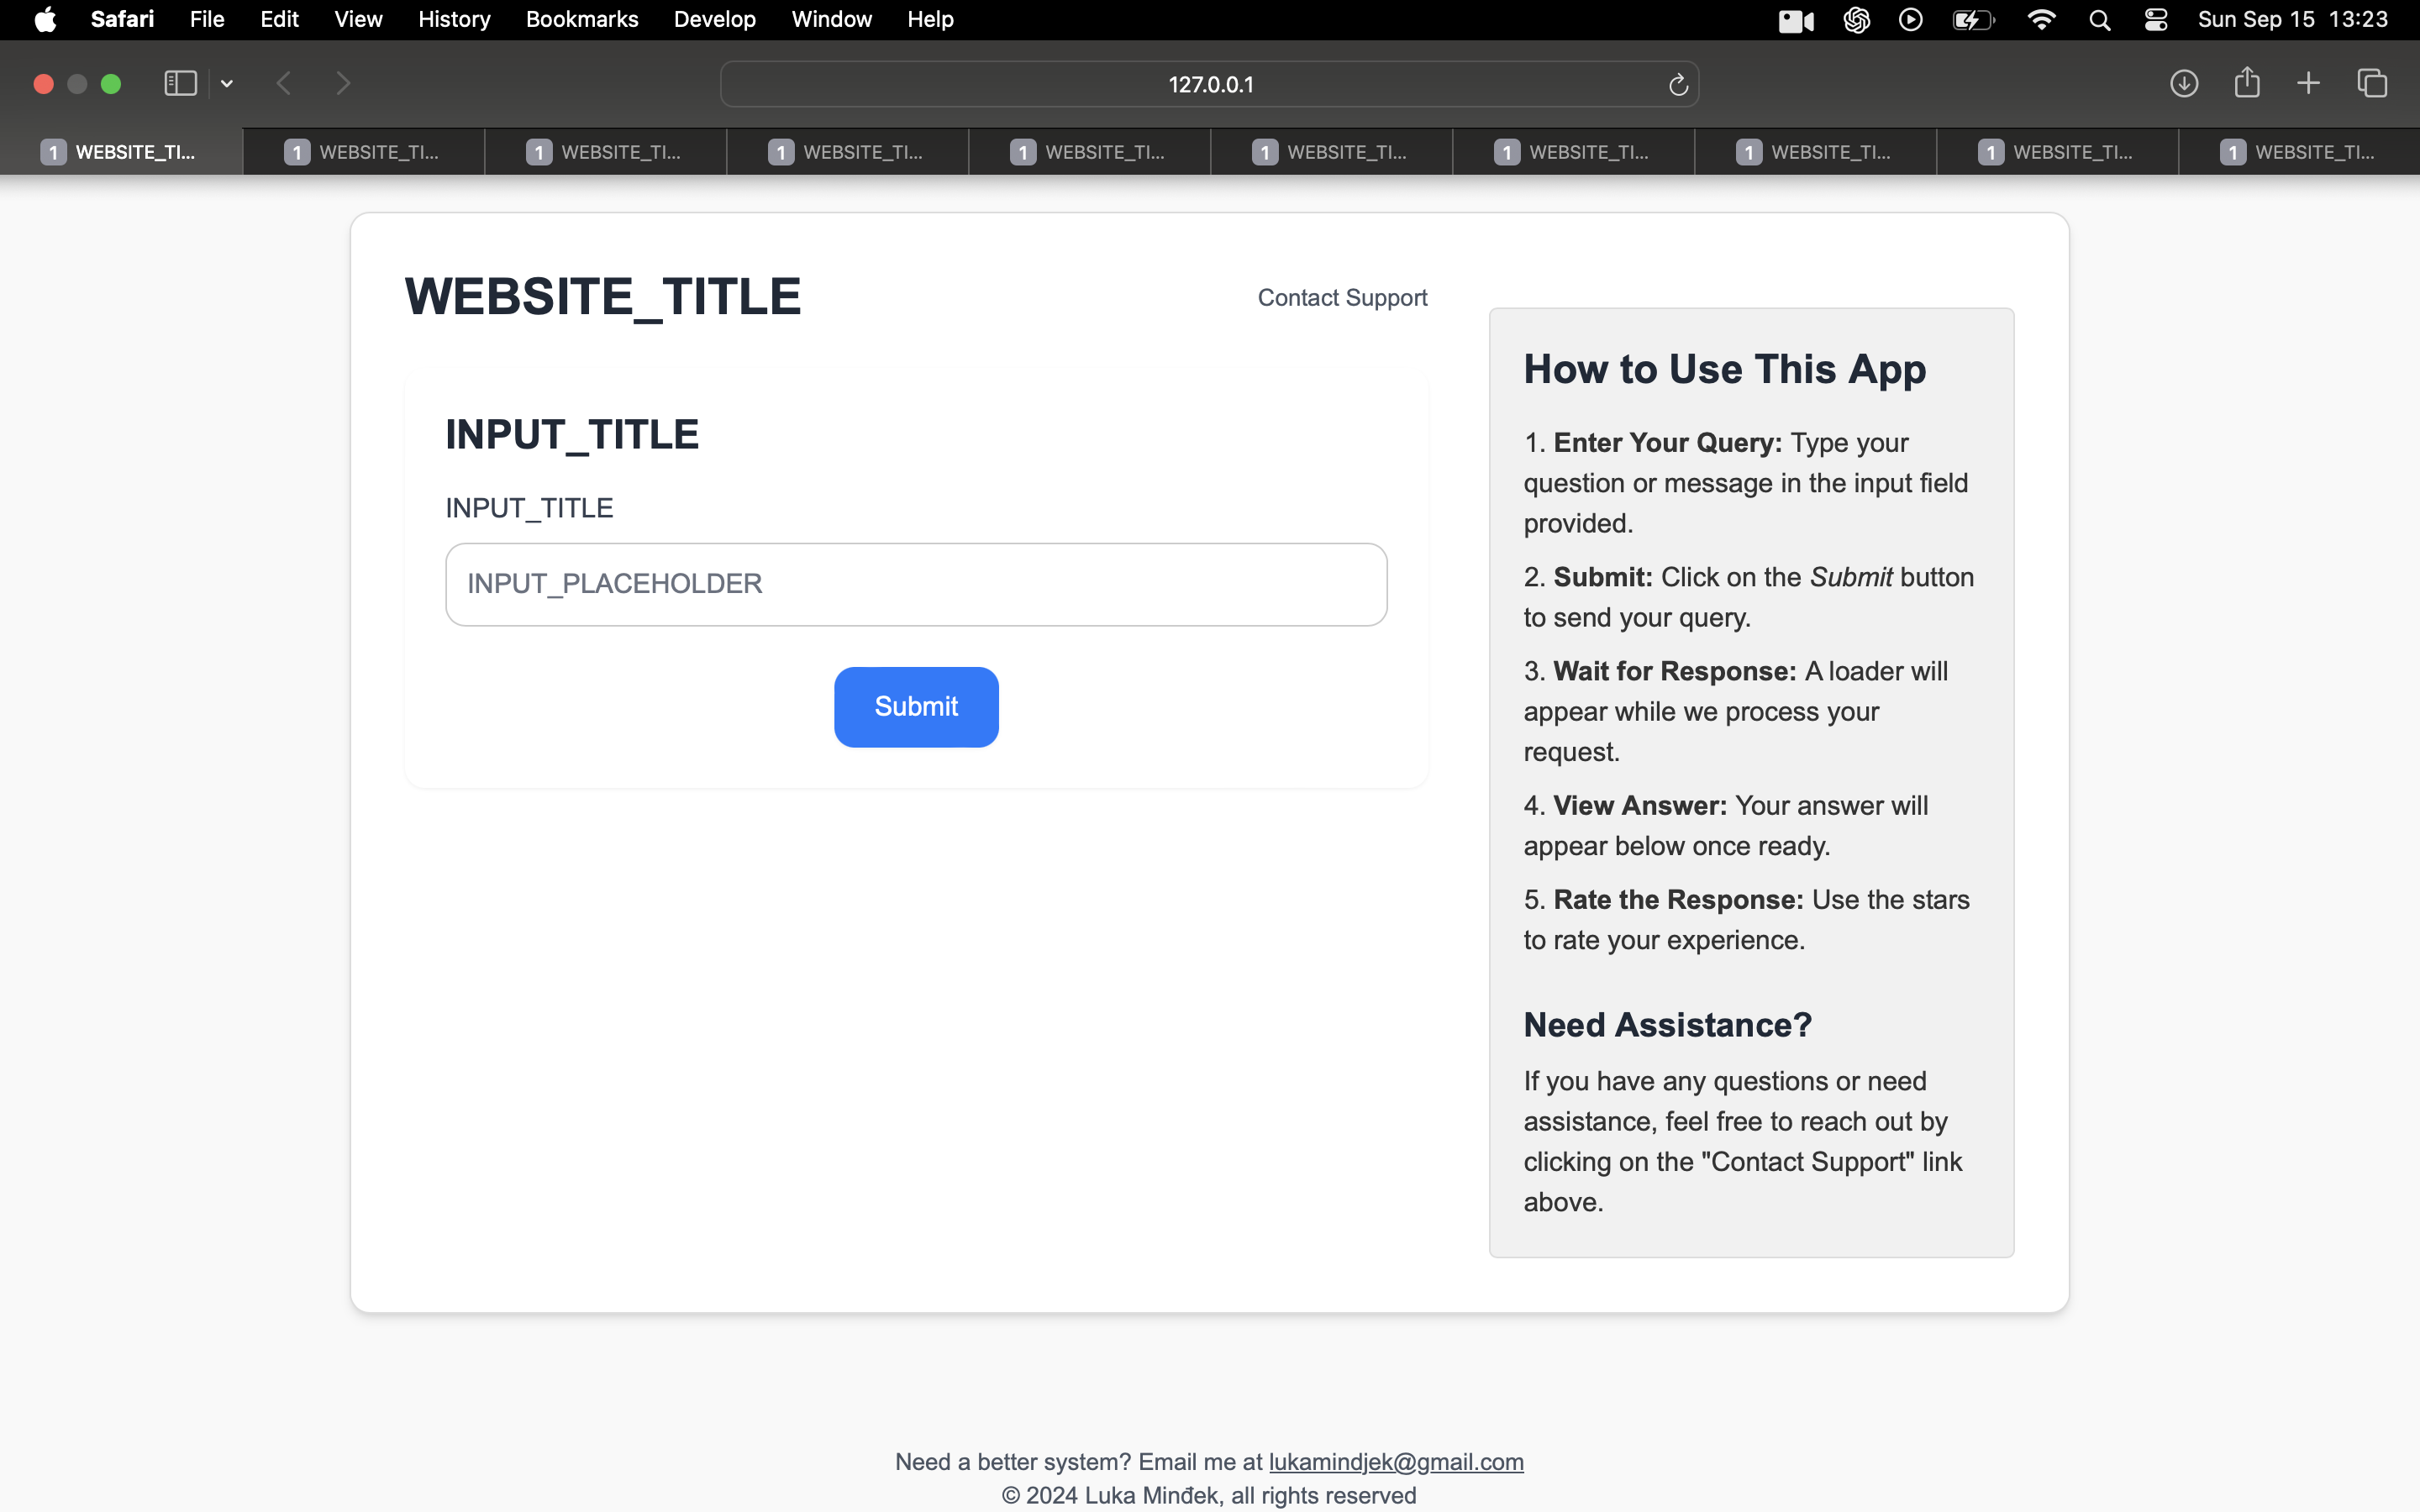 Safari File Edit View History Bookmarks Develop Window Help Sun Sep 15 13:23
127.0.0.1
1 WEBSITE_TI... 1 WEBSITE_TI... 1 WEBSITE_TI... 1 WEBSITE_TI... 1 WEBSITE_TI... 1 WEBSITE_TI... 1 WEBSITE_TI... 1 WEBSITE_TI... 1 WEBSITE_TI... 1 WEBSITE_TI...
WEBSITE_TITLE
Contact Support
INPUT_TITLE
INPUT_TITLE
INPUT_PLACEHOLDER
Submit
How to Use This App
1. Enter Your Query: Type your
question or message in the input field
provided.
2. Submit: Click on the Submit button
to send your query.
3. Wait for Response: A loader will
appear while we process your
request.
4. View Answer: Your answer will
appear below once ready.
5. Rate the Response: Use the stars
to rate your experience.
Need Assistance?
If you have any questions or need
assistance, feel free to reach out by
clicking on the "Contact Support" link
above.
Need a better system? Email me at lukamindjek@gmail.com
© 2024 Luka Minđek, all rights reserved